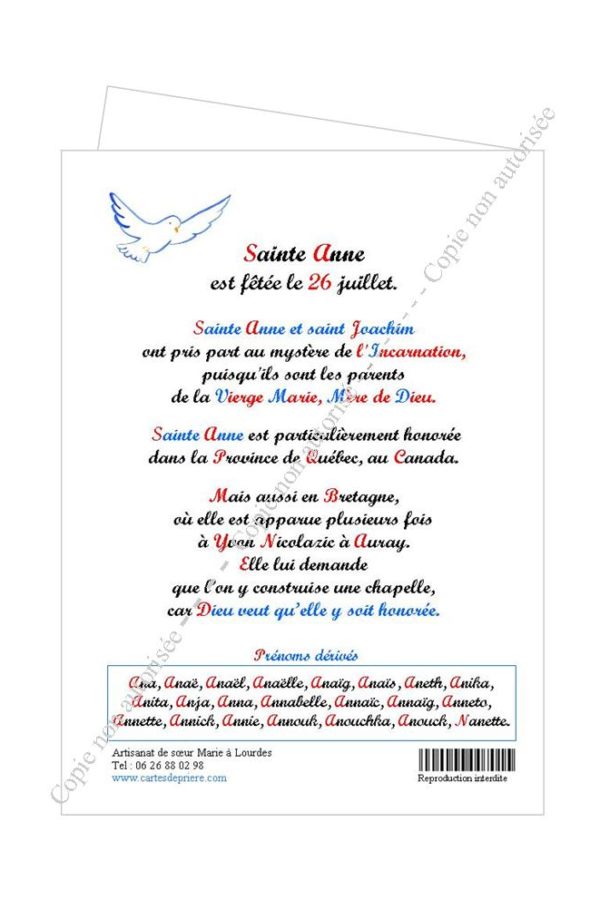 Sainte Anne
est fêtée le 26 juillet.
Sainte Anne et saint Joachim
ont pris part au mystère de l'Incarnation,
puisqu'ils sont les parents
de la Vierge Marie, Mère de Dieu.
Sainte Anne est particulièrement honorée
dans la Province de Québec, au Canada.
Mais aussi en Bretagne,
où elle est apparue plusieurs fois
à Yvon Nicolazic à Auray.
Elle lui demande
que l'on y construise une chapelle,
car Dieu veut qu'elle y soit honorée.
Prénoms dérivés
Ana, Anaë, Anaël, Anaëlle, Anaïg, Anaïs, Aneth, Anika,
Anita, Anja, Anna, Annabelle, Annaïc, Annaïg, Anneto,
Annette, Annick, Annie, Annouk, Anouchka, Anouck, Nanette.
Artisanat de sœur Marie à Lourdes
Tel : 06 26 88 02 98
www.cartesdepriere.com
Reproduction interdite
Copie non autorisée - - - - - Copie non autorisée - - - - - - - Copie non autorisée